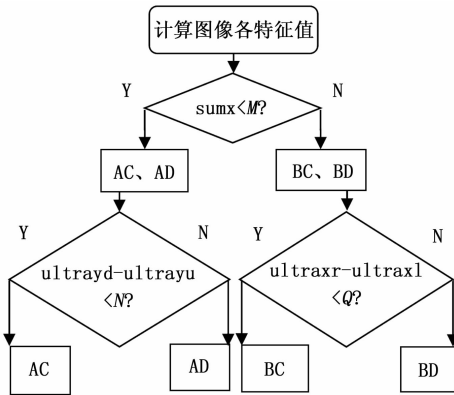 计算图像各特征值
Y
N
sumx<M?
AC、AD
BC、BD
Y
N
Y
N
ultrayd-ultrayu
<N?
ultraxr-ultraxl
<Q?
AC
AD
BC
BD